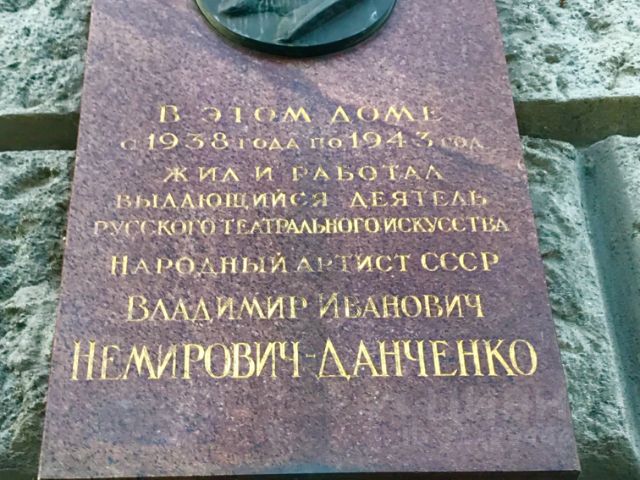 В ЭТОМ ДОМЕ
с 1938 года по 1943 год
ЖИЛ И РАБОТАЛ
ВЫДАЮЩИЙСЯ ДЕЯТЕЛЬ
РУССКОГО ТЕАТРАЛЬНОГО ИСКУССТВА
НАРОДНЫЙ АРТИСТ СССР
ВЛАДИМИР ИВАНОВИЧ
НЕМИРОВИЧ-ДАНЧЕНКО